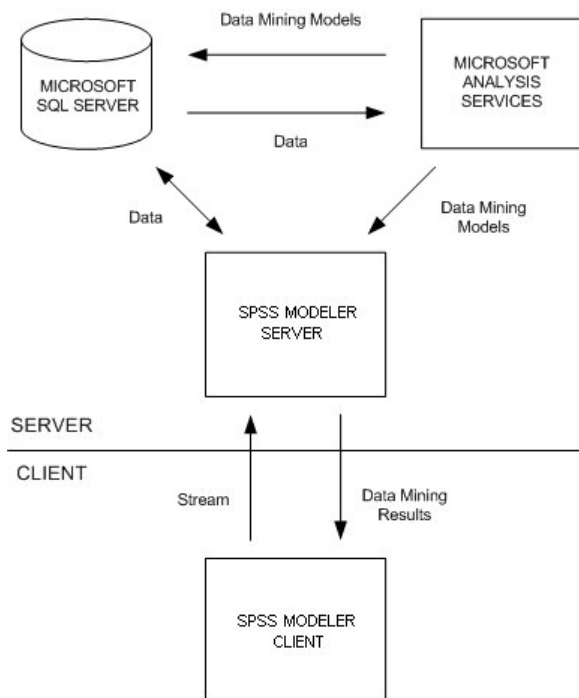 Data Mining Models
MICROSOFT
SQL SERVER
MICROSOFT
ANALYSIS
SERVICES
Data
Data
Data Mining
Models
SPSS MODELER
SERVER
SERVER
CLIENT
Stream
Data Mining
Results
SPSS MODELER
CLIENT